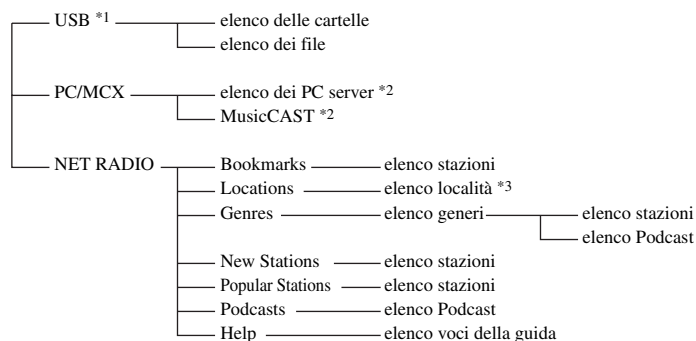 USB *1 elenco delle cartelle
elenco dei file
PC/MCX elenco dei PC server *2
MusicCAST *2
NET RADIO Bookmarks elenco stazioni
Locations elenco località *3
Genres elenco generi elenco stazioni
elenco Podcast
New Stations elenco stazioni
Popular Stations elenco stazioni
Podcasts elenco Podcast
Help elenco voci della guida